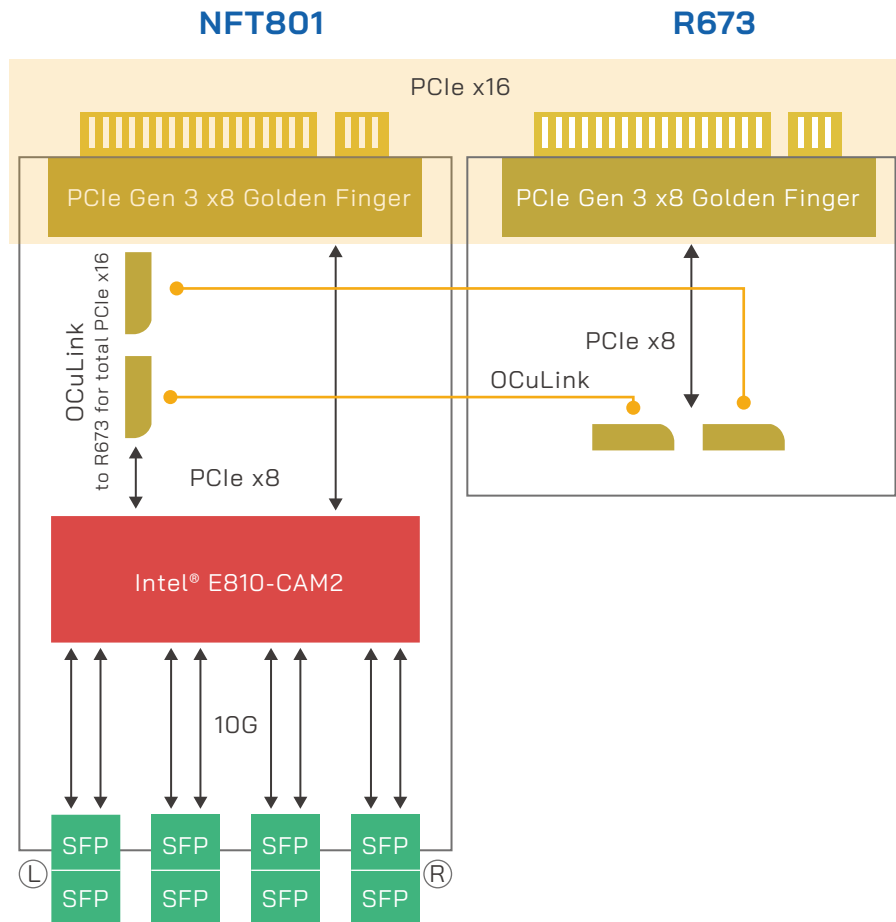 NFT801
R673
PCIe x16
PCIe Gen 3 x8 Golden Finger
PCIe Gen 3 x8 Golden Finger
OCuLink
to R673 for total PCIe x16
PCIe x8
OCuLink
PCIe x8
Intel® E810-CAM2
10G
SFP
SFP
SFP
SFP
L
R
SFP
SFP
SFP
SFP